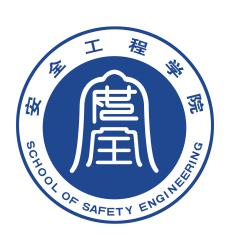 安全工程学院
SCHOOL OF SAFETY ENGINEERING